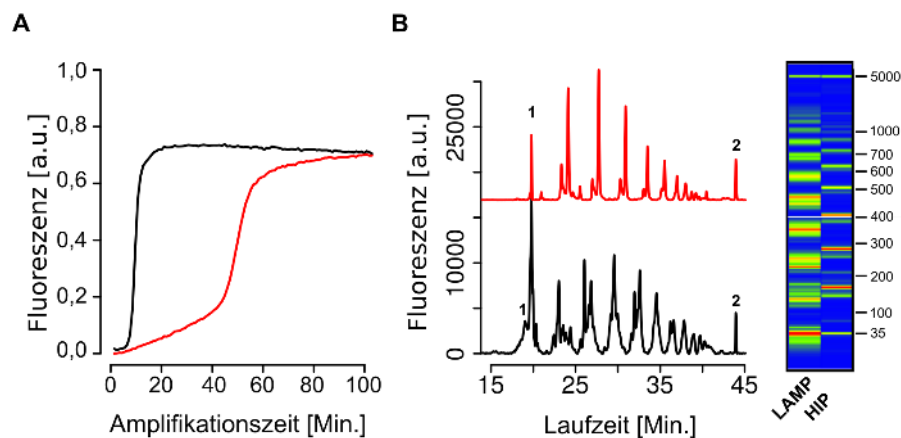 A
Fluoreszenz [a.u.]
1,0
0,8
0,6
0,4
0,2
0,0
0 20 40 60 80 100
Amplifikationszeit [Min.]
B
Fluoreszenz [a.u.]
25000
10000
0
1
2
1
2
15 25 35 45
Laufzeit [Min.]
5000
1000
700
600
500
400
300
200
100
35
LAMP
HIP